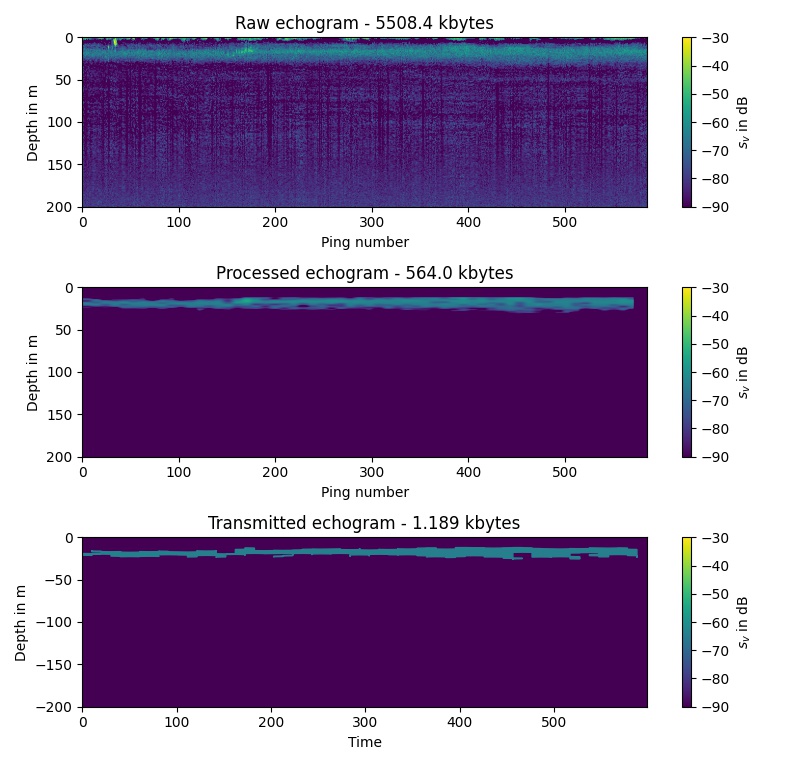 Raw echogram - 5508.4 kbytes
0
50
100
150
200
Depth in m
0 100 200 300 400 500
Ping number
−30
−40
−50
−60
−70
−80
−90
sv in dB
Processed echogram - 564.0 kbytes
0
50
100
150
200
Depth in m
0 100 200 300 400 500
Ping number
−30
−40
−50
−60
−70
−80
−90
sv in dB
Transmitted echogram - 1.189 kbytes
0
−50
−100
−150
−200
Depth in m
0 100 200 300 400 500
Time
−30
−40
−50
−60
−70
−80
−90
sv in dB